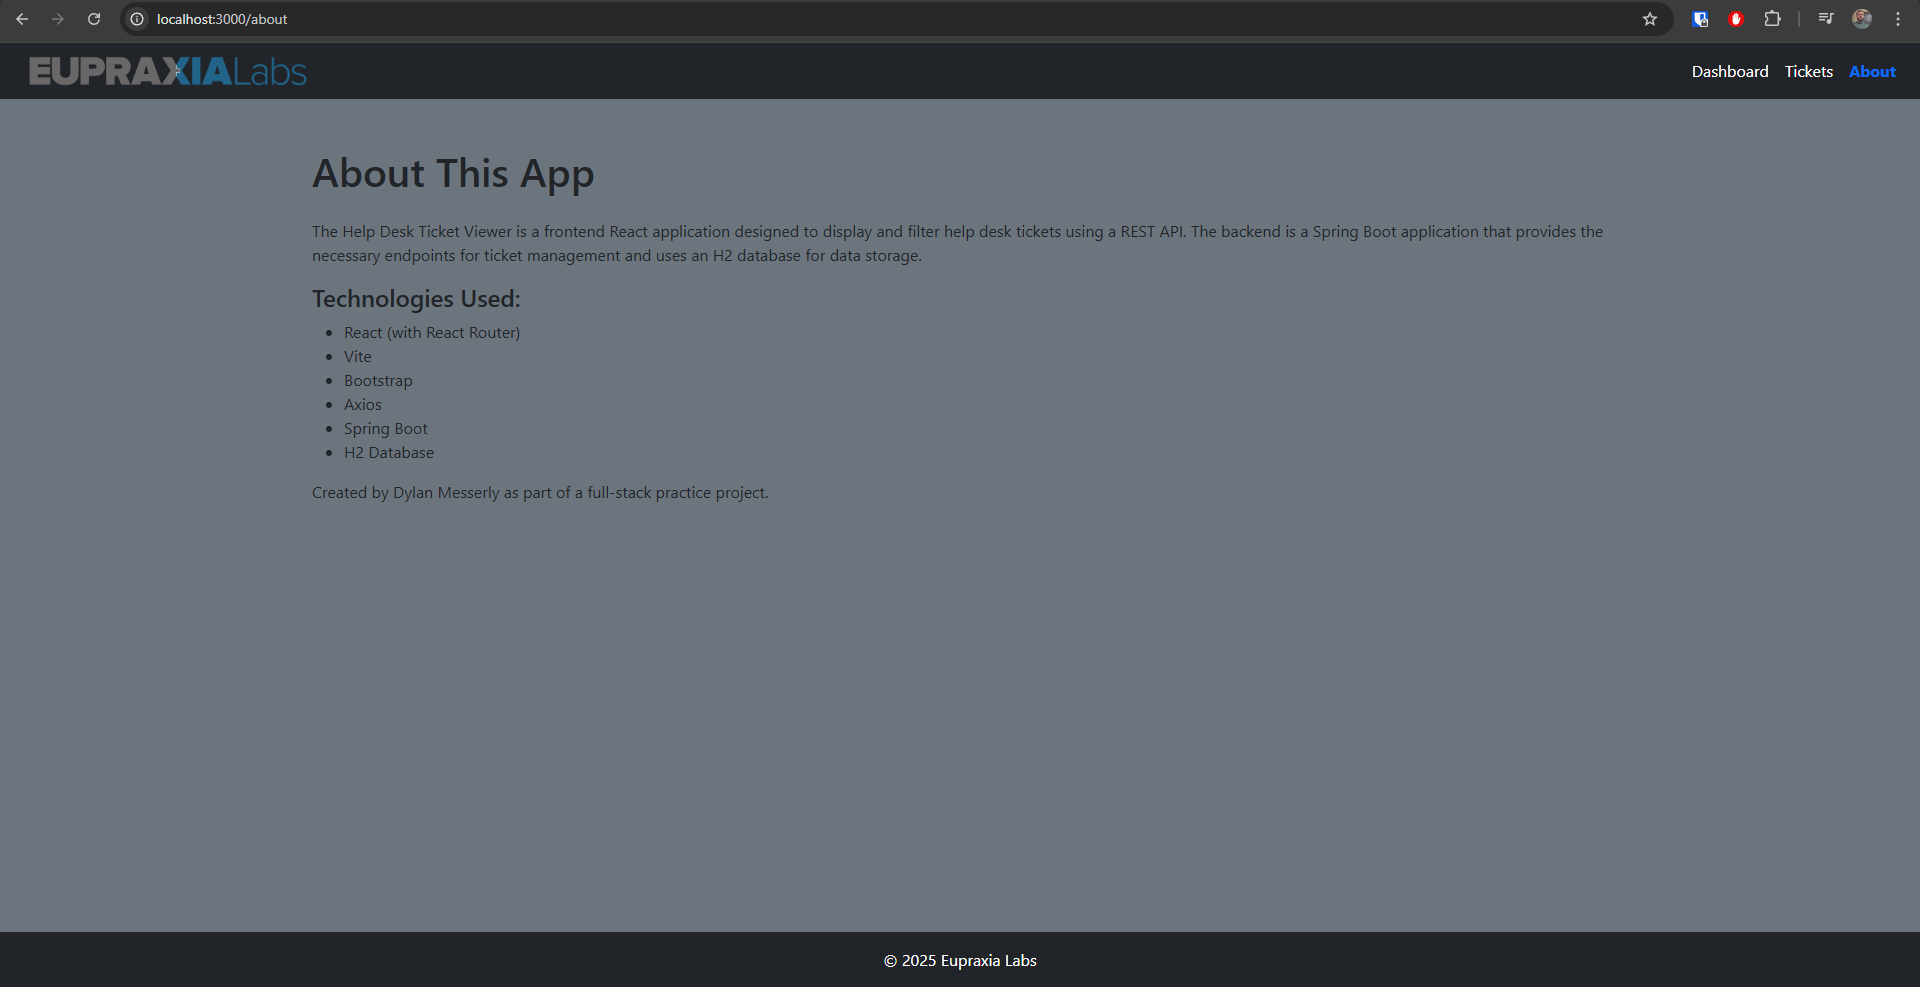 localhost:3000/about
EUPRAXIALabs
Dashboard Tickets About
About This App
The Help Desk Ticket Viewer is a frontend React application designed to display and filter help desk tickets using a REST API. The backend is a Spring Boot application that provides the
necessary endpoints for ticket management and uses an H2 database for data storage.
Technologies Used:
• React (with React Router)
• Vite
• Bootstrap
• Axios
• Spring Boot
• H2 Database
Created by Dylan Messerly as part of a full-stack practice project.
© 2025 Eupraxia Labs